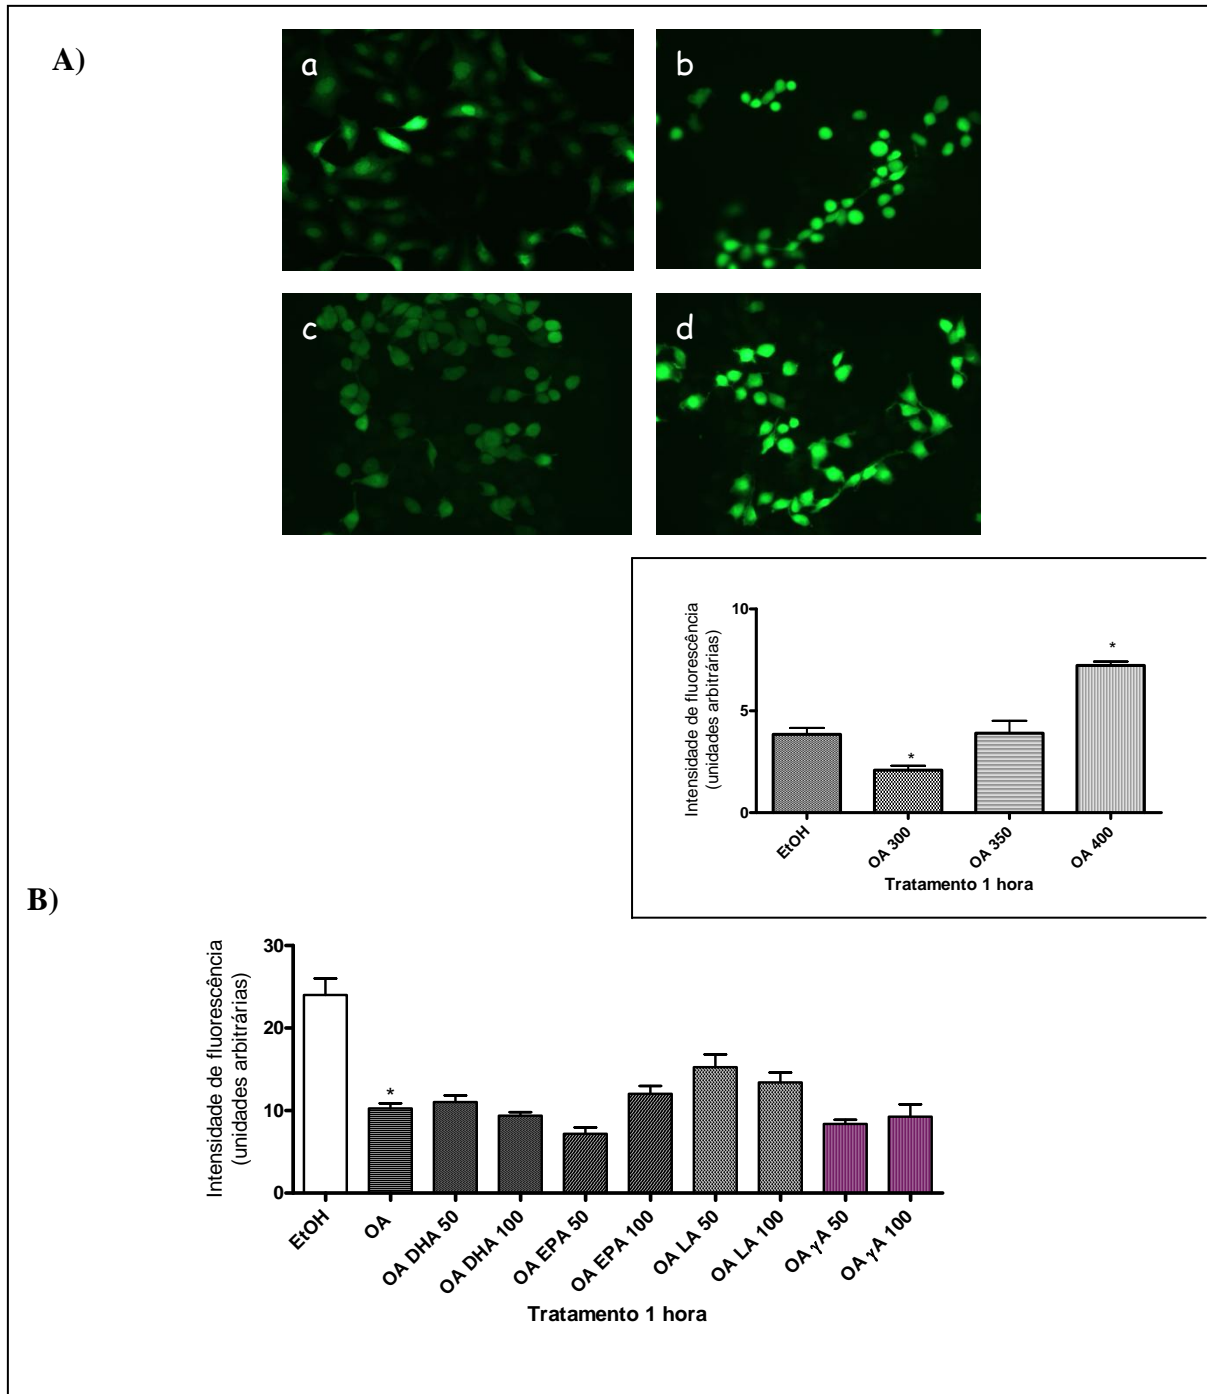 A)
a
b
c
d
Intensidade de fluorescência
(unidades arbitrárias)
10
5
0
*
*
EtOH
OA 300
OA 350
OA 400
Tratamento 1 hora
B)
Intensidade de fluorescência
(unidades arbitrárias)
30
20
10
0
*
EtOH
OA
OA DHA 50
OA DHA 100
OA EPA 50
OA EPA 100
OA LA 50
OA LA 100
OA γA 50
OA γA 100
Tratamento 1 hora